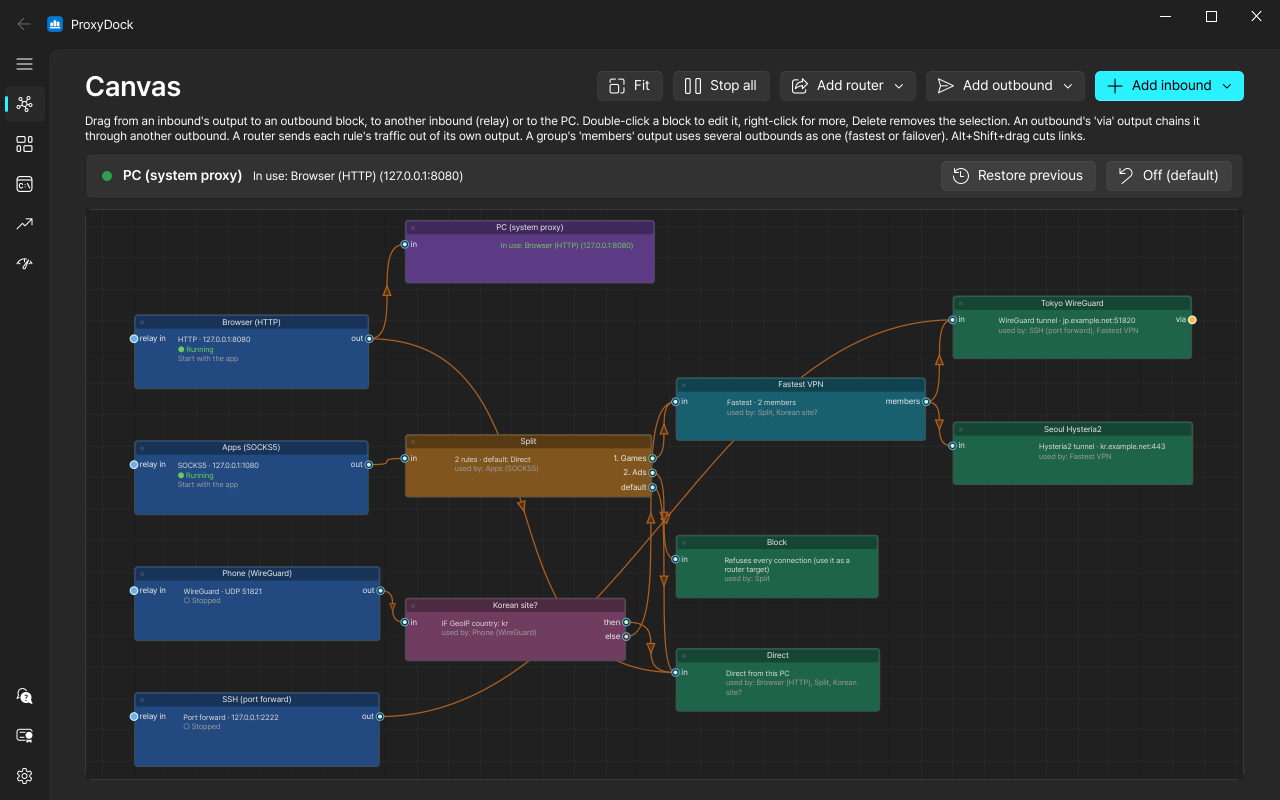 ProxyDock
Canvas
Fit
Stop all
Add router
Add outbound
Add inbound
Drag from an inbound's output to an outbound block, to another inbound (relay) or to the PC. Double-click a block to edit it, right-click for more, Delete removes the selection. An outbound's 'via' output chains it
through another outbound. A router sends each rule's traffic out of its own output. A group's 'members' output uses several outbounds as one (fastest or failover). Alt+Shift+drag cuts links.
PC (system proxy) In use: Browser (HTTP) (127.0.0.1:8080)
Restore previous
Off (default)
PC (system proxy)
in
In use: Browser (HTTP) (127.0.0.1:8080)
Browser (HTTP)
relay in
HTTP · 127.0.0.1:8080
out
Running
Start with the app
Tokyo WireGuard
in
WireGuard tunnel · jp.example.net:51820
via
used by: SSH (port forward), Fastest VPN
Fastest VPN
in
Fastest · 2 members
members
used by: Split, Korean site?
Seoul Hysteria2
in
Hysteria2 tunnel · kr.example.net:443
used by: Fastest VPN
Apps (SOCKS5)
relay in
SOCKS5 · 127.0.0.1:1080
out
Running
Start with the app
Split
in
2 rules · default: Direct
used by: Apps (SOCKS5)
1. Games
2. Ads
default
Block
in
Refuses every connection (use it as a
router target)
used by: Split
Phone (WireGuard)
relay in
WireGuard · UDP 51821
out
Stopped
Korean site?
in
IF GeoIP country: kr
used by: Phone (WireGuard)
then
else
Direct
in
Direct from this PC
used by: Browser (HTTP), Split, Korean
site?
SSH (port forward)
relay in
Port forward · 127.0.0.1:2222
out
Stopped